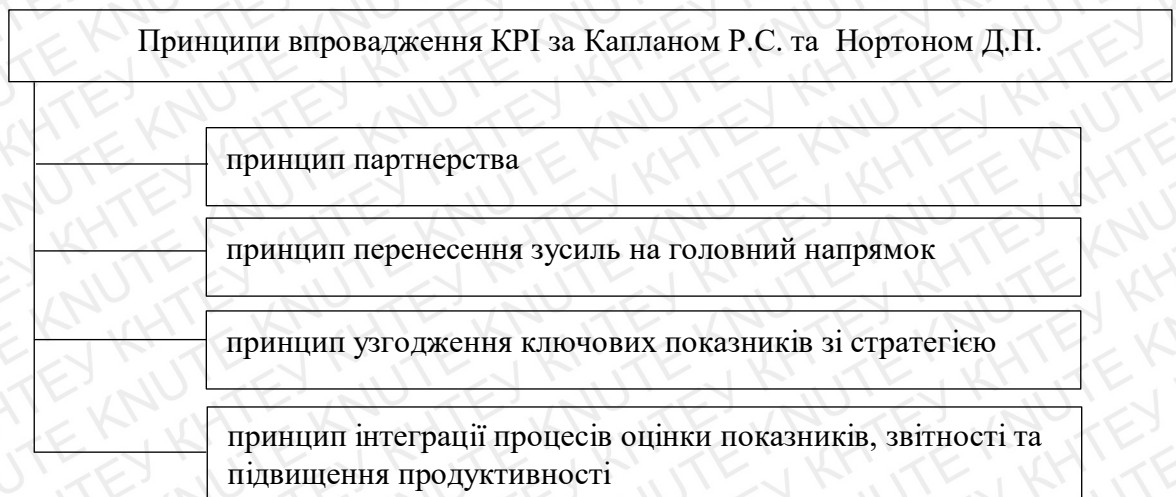 Принципи впровадження КРІ за Капланом Р.С. та Нортоном Д.П.
принцип партнерства
принцип перенесення зусиль на головний напрямок
принцип узгодження ключових показників зі стратегією
принцип інтеграції процесів оцінки показників, звітності та
підвищення продуктивності